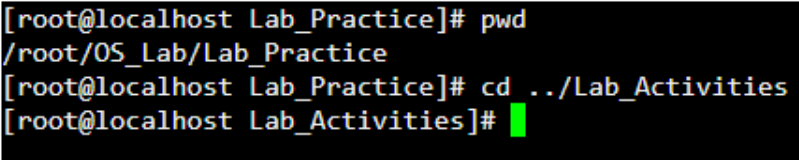 [root@localhost Lab_Practice]# pwd
/root/OS_Lab/Lab_Practice
[root@localhost Lab_Practice]# cd ../Lab_Activities
[root@localhost Lab_Activities]#